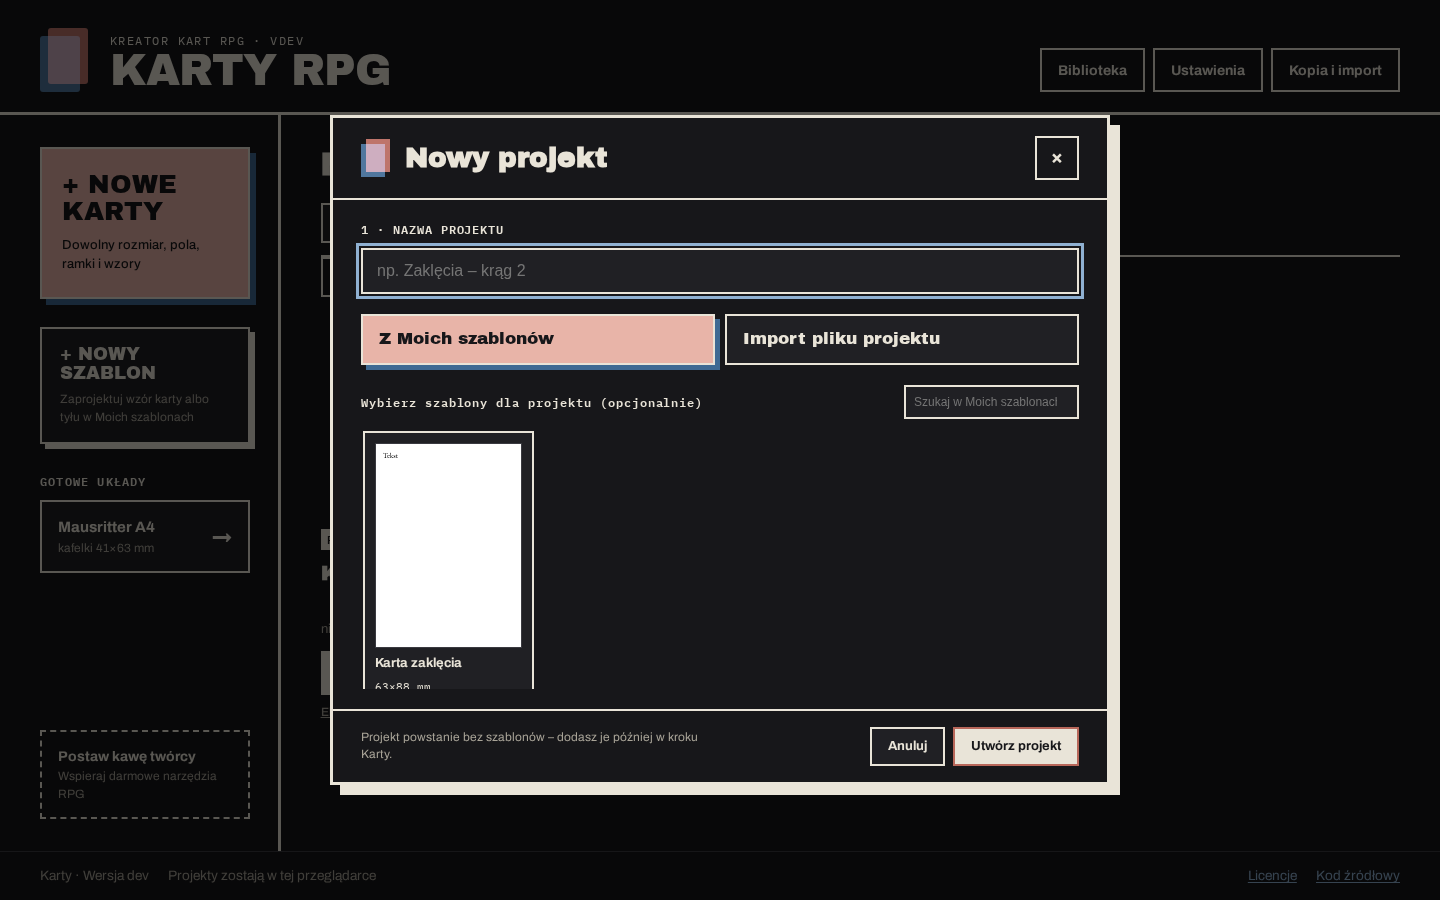 KREATOR KART RPG · VDEV
KARTY RPG
Biblioteka
Ustawienia
Kopia i import
+ NOWE
KARTY
Dowolny rozmiar, pola,
ramki i wzory
+ NOWY
SZABLON
Zaprojektuj wzór karty albo
tyłu w Moich szablonach
GOTOWE UKŁADY
Mausritter A4
kafelki 41×63 mm
→
Postaw kawę twórcy
Wspieraj darmowe narzędzia
RPG
Nowy projekt
×
1 · NAZWA PROJEKTU
np. Zaklęcia – krąg 2
Z Moich szablonów
Import pliku projektu
Wybierz szablony dla projektu (opcjonalnie)
Szukaj w Moich szablonacl
Tekst
Karta zaklęcia
63×88 mm
Projekt powstanie bez szablonów – dodasz je później w kroku
Karty.
Anuluj
Utwórz projekt
Karty · Wersja dev
Projekty zostają w tej przeglądarce
Licencje
Kod źródłowy